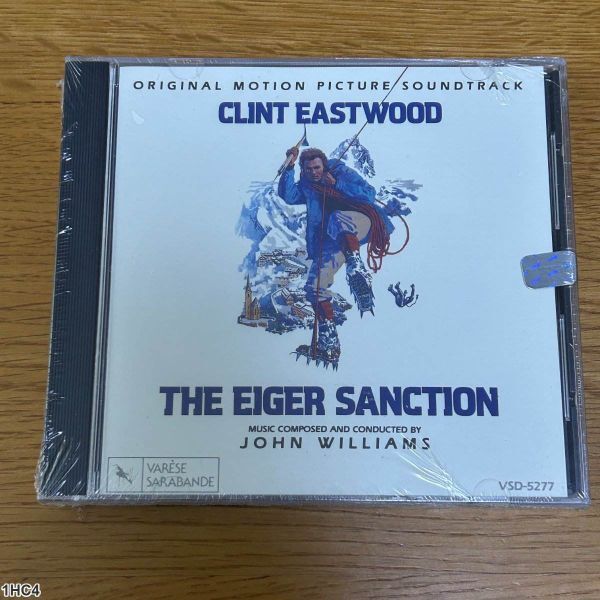 ORIGINAL MOTION PICTURE SOUNDTRACK
CLINT EASTWOOD
THE EIGER SANCTION
MUSIC COMPOSED AND CONDUCTED BY
JOHN WILLIAMS
VARÈSE
SARABANDE
VSD-5277
1HC4